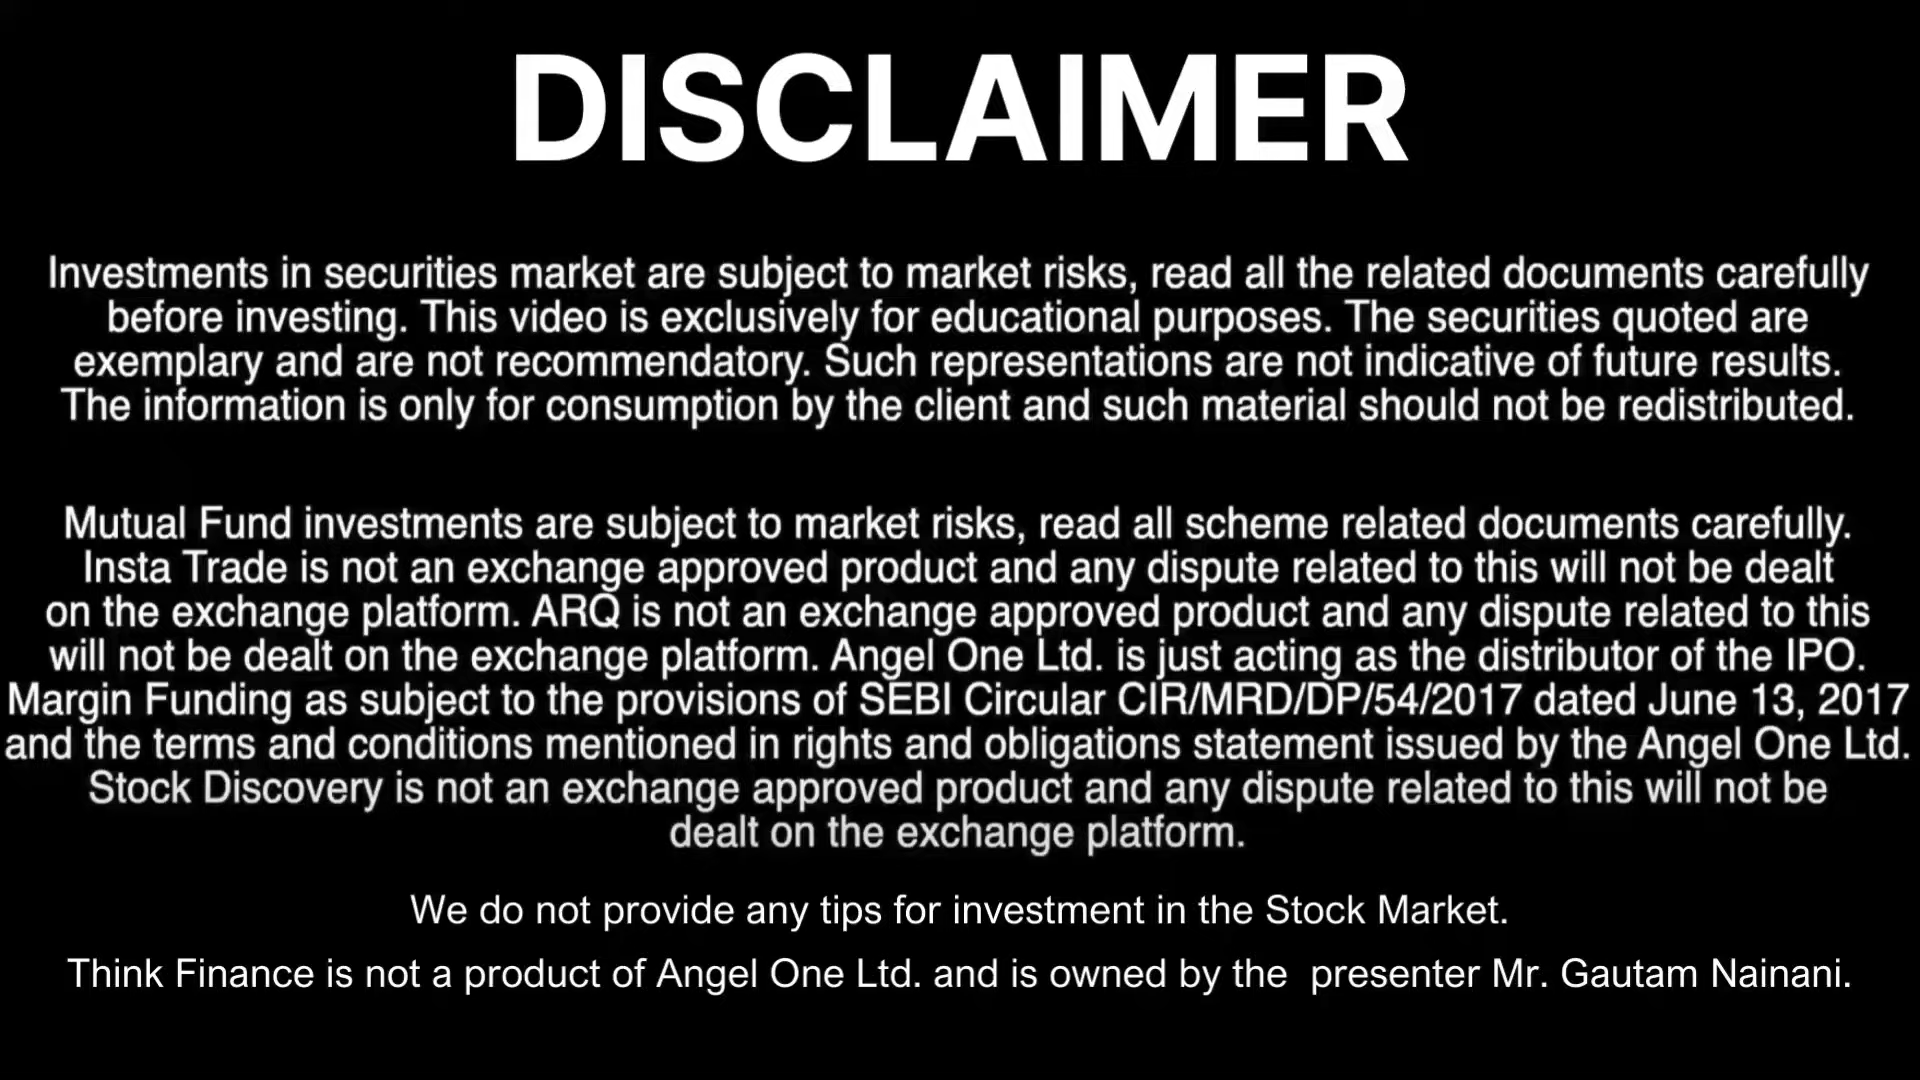 DISCLAIMER
Investments in securities market are subject to market risks, read all the related documents carefully
before investing. This video is exclusively for educational purposes. The securities quoted are
exemplary and are not recommendatory. Such representations are not indicative of future results.
The information is only for consumption by the client and such material should not be redistributed.
Mutual Fund investments are subject to market risks, read all scheme related documents carefully.
Insta Trade is not an exchange approved product and any dispute related to this will not be dealt
on the exchange platform. ARQ is not an exchange approved product and any dispute related to this
will not be dealt on the exchange platform. Angel One Ltd. is just acting as the distributor of the IPO.
Margin Funding as subject to the provisions of SEBI Circular CIR/MRD/DP/54/2017 dated June 13, 2017
and the terms and conditions mentioned in rights and obligations statement issued by the Angel One Ltd.
Stock Discovery is not an exchange approved product and any dispute related to this will not be
dealt on the exchange platform.
We do not provide any tips for investment in the Stock Market.
Think Finance is not a product of Angel One Ltd. and is owned by the  presenter Mr. Gautam Nainani.